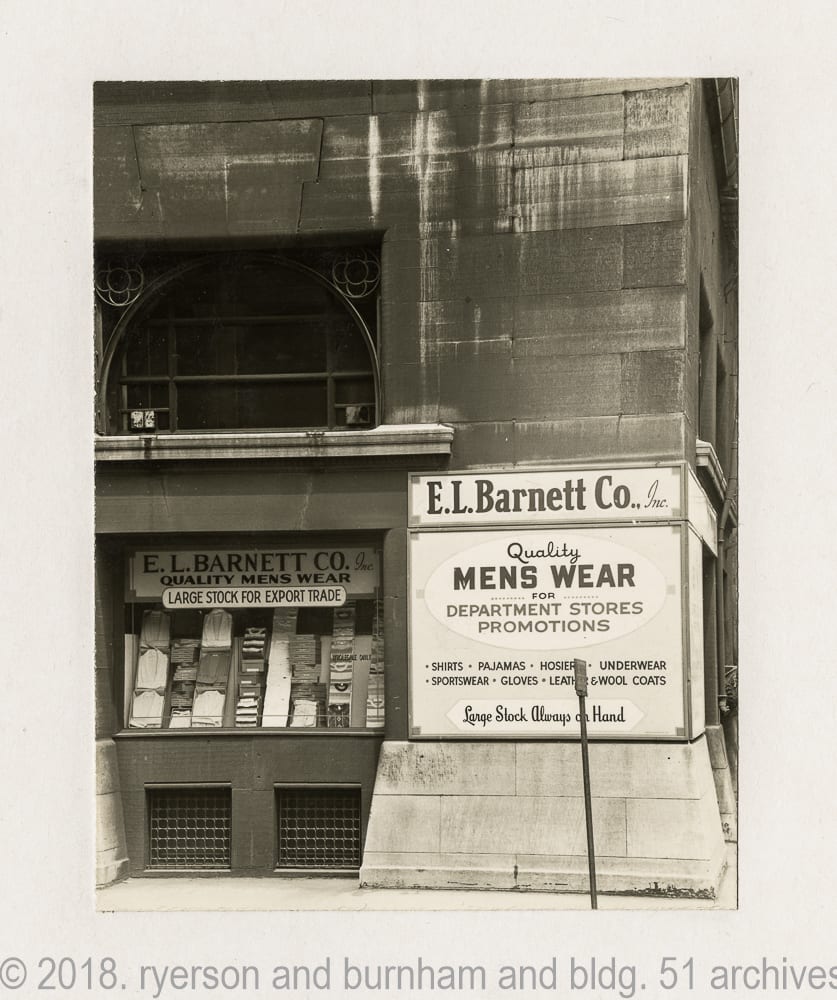 E.L.Barnett Co., Inc.
Quality
MENS WEAR
FOR
DEPARTMENT STORES
PROMOTIONS
• SHIRTS • PAJAMAS • HOSIER • UNDERWEAR
• SPORTSWEAR • GLOVES • LEATH & WOOL COATS
Large Stock Always on Hand
E. L. BARNETT CO. Inc
QUALITY MENS WEAR
LARGE STOCK FOR EXPORT TRADE
WHOLESALE ONLY
© 2018. ryerson and burnham and bldg. 51 archives